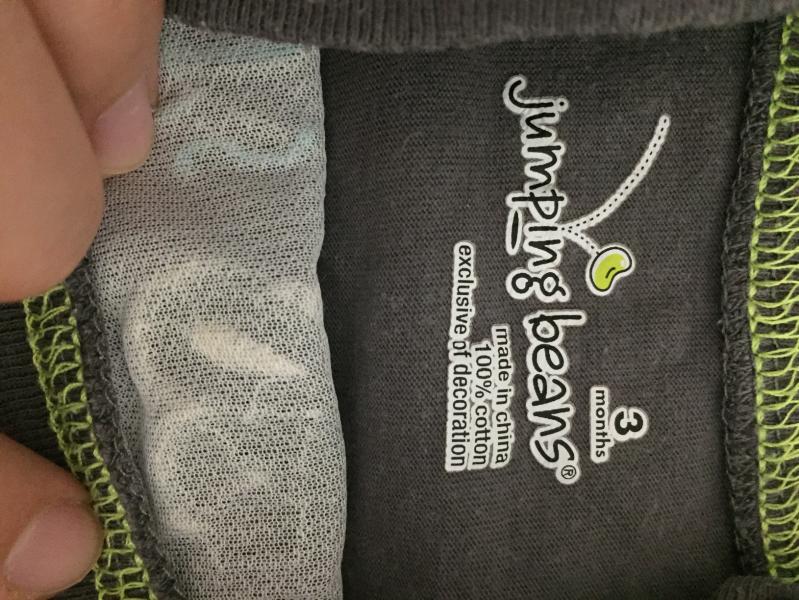 3
months
jumping beans®
made in china
100% cotton
exclusive of decoration